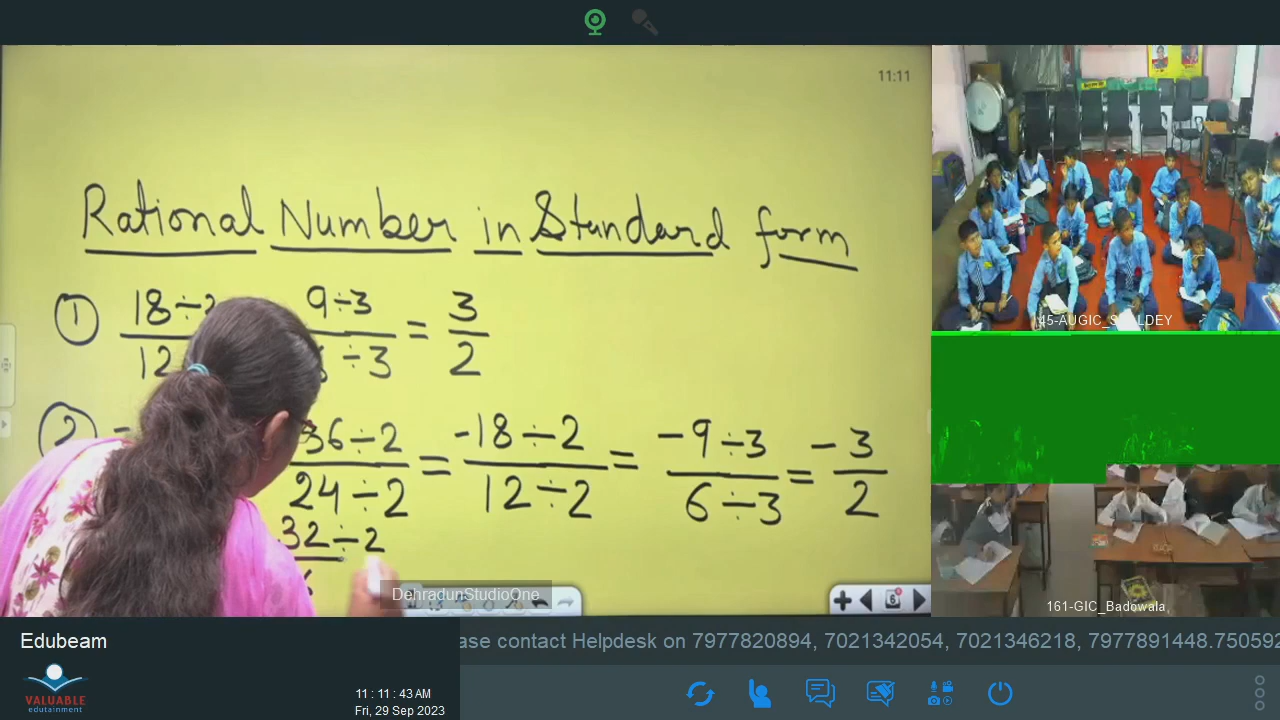 11:11
Rational Number in Standard form
① 18÷2 9÷3 = 3
12 ÷3 2
② - 36÷2 = -18÷2 = -9÷3 = -3
24÷2 12÷2 6÷3 2
32÷2
DehradunStudioOne
6
45-AUGIC_S LDEY
161-GIC_Badowala
Edubeam
ase contact Helpdesk on 7977820894, 7021342054, 7021346218, 7977891448.750592
VALUABLE
edutainment
11 : 11 : 43 AM
Fri, 29 Sep 2023